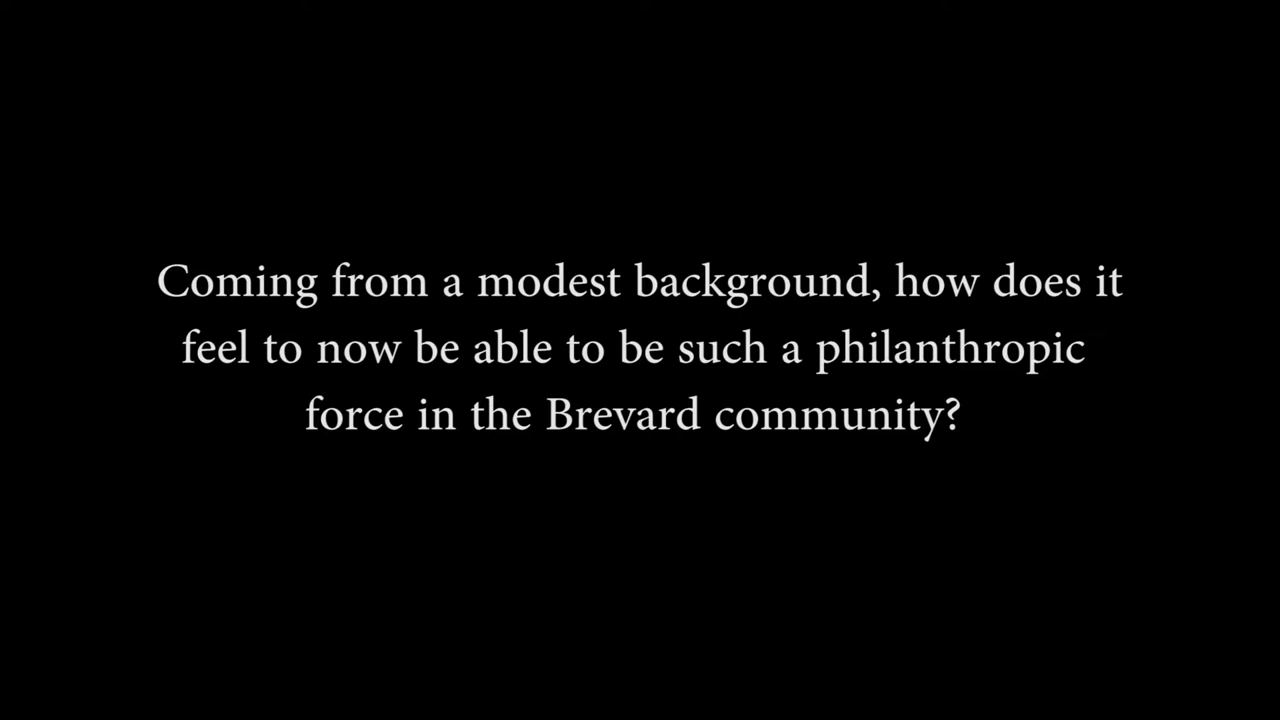 Coming from a modest background, how does it
feel to now be able to be such a philanthropic
force in the Brevard community?